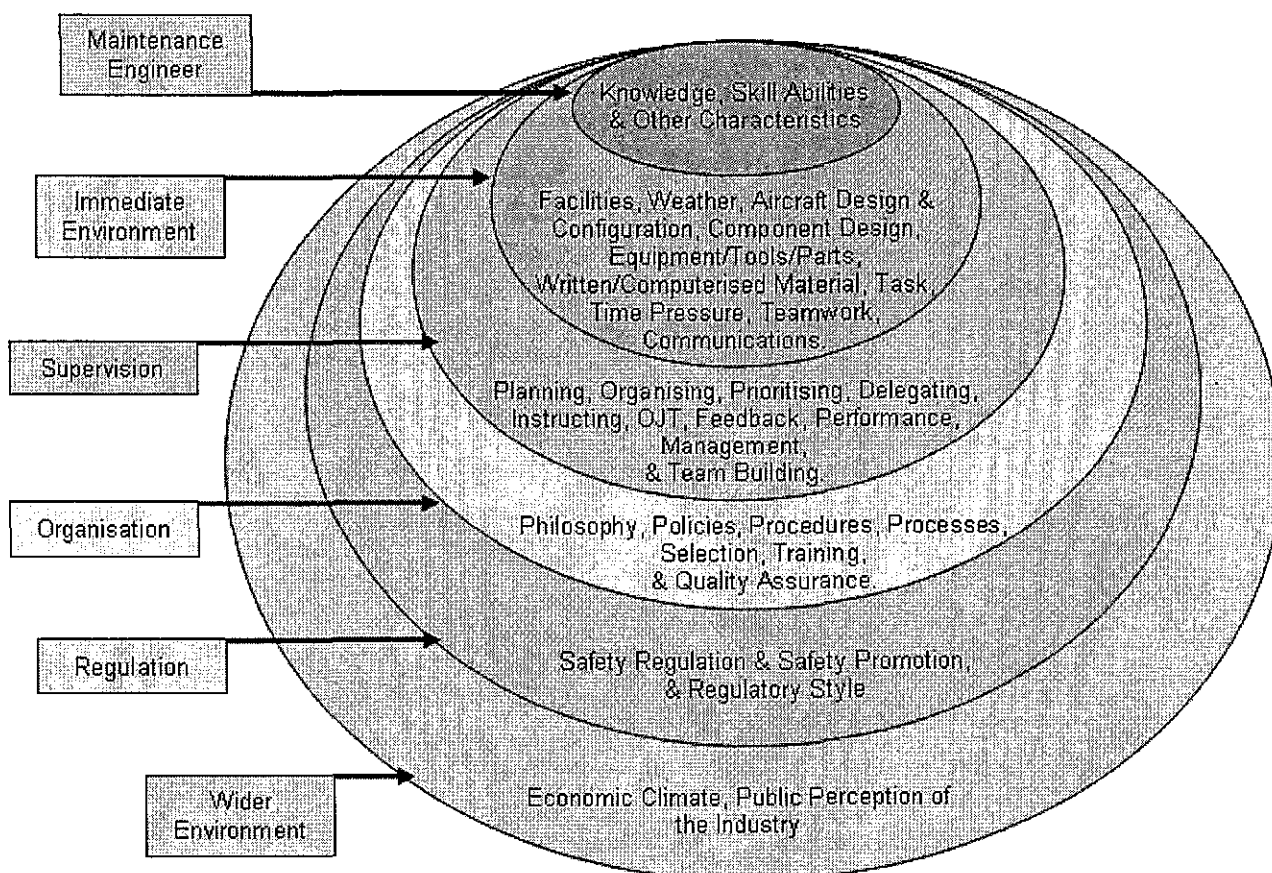 Maintenance
Engineer
Knowledge, Skill Abilities
& Other Characteristics
Immediate
Environment
Facilities, Weather, Aircraft Design &
Configuration, Component Design,
Equipment/Tools/Parts,
Written/Computerised Material, Task,
Time Pressure, Teamwork,
Communications.
Supervision
Planning, Organising, Prioritising, Delegating,
Instructing, OJT, Feedback, Performance,
Management,
& Team Building.
Organisation
Philosophy, Policies, Procedures, Processes,
Selection, Training,
& Quality Assurance.
Regulation
Safety Regulation & Safety Promotion,
& Regulatory Style
Wider
Environment
Economic Climate, Public Perception of
the Industry